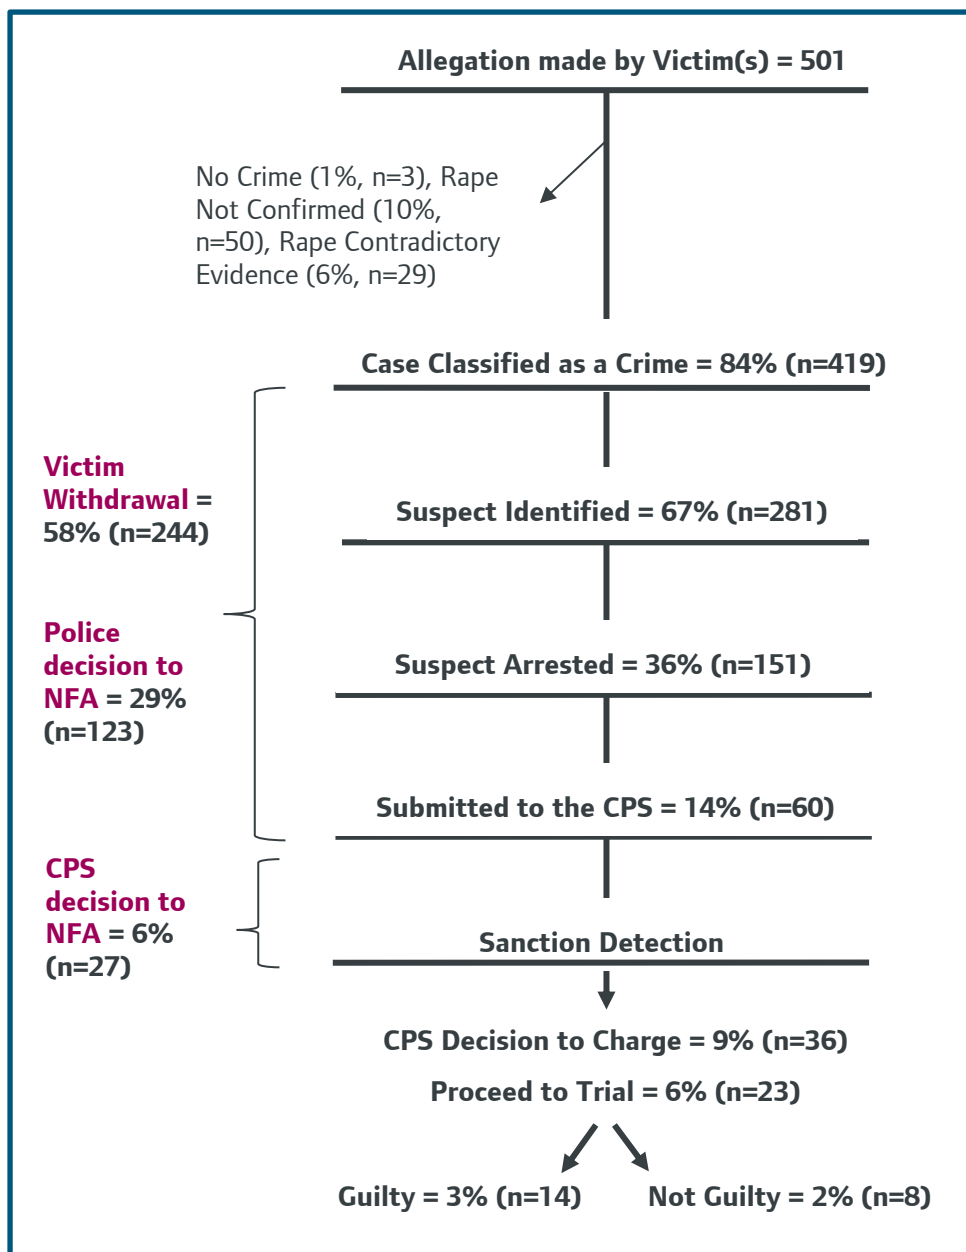 Allegation made by Victim(s) = 501
No Crime (1%, n=3), Rape
Not Confirmed (10%,
n=50), Rape Contradictory
Evidence (6%, n=29)
Case Classified as a Crime = 84% (n=419)
Victim
Withdrawal =
58% (n=244)
Suspect Identified = 67% (n=281)
Police
decision to
NFA = 29%
(n=123)
Suspect Arrested = 36% (n=151)
Submitted to the CPS = 14% (n=60)
CPS
decision to
NFA = 6%
(n=27)
Sanction Detection
CPS Decision to Charge = 9% (n=36)
Proceed to Trial = 6% (n=23)
Guilty = 3% (n=14)
Not Guilty = 2% (n=8)